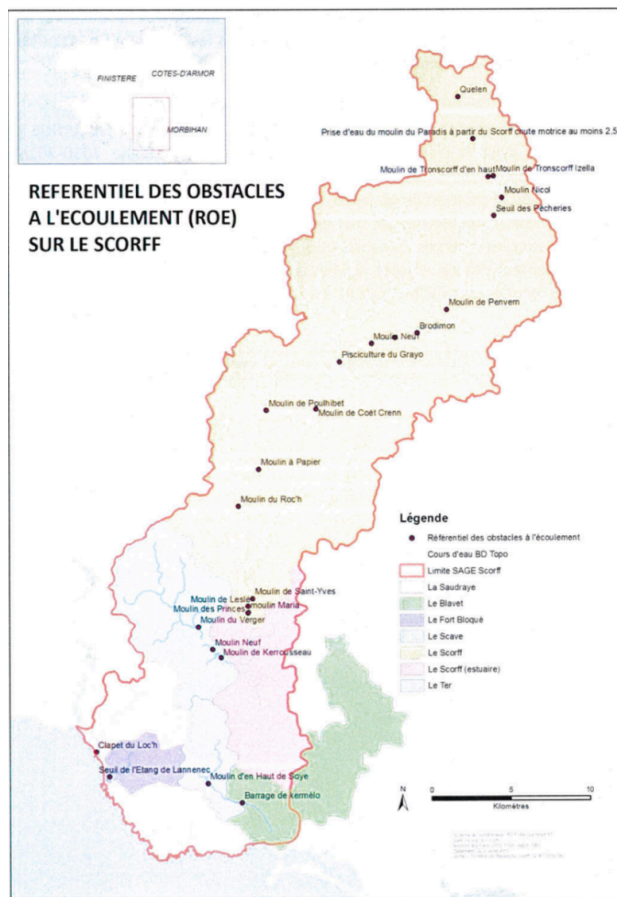 FINISTERE
COTES-D'ARMOR
MORBIHAN
REFERENTIEL DES OBSTACLES
A L'ECOULEMENT (ROE)
SUR LE SCORFF
Quelen
Prise d'eau du moulin du Paradis à partir du Scorff chute motrice au moins 2,5
Moulin de Tronscorff d'en haut
Moulin de Tronscorff Izella
Moulin Nicol
Seuil des Pêcheries
Moulin de Penvern
Brodimon
Moulin Neuf
Pisciculture du Grayo
Moulin de Poulhibet
Moulin de Coët Crenn
Moulin à Papier
Moulin du Roc'h
Moulin de Saint-Yves
Moulin de Leslé
moulin Maria
Moulin des Princes
Moulin du Verger
Moulin Neuf
Moulin de Kerrousseau
Clapet du Loc'h
Seuil de l'Etang de Lannenec
Moulin d'en Haut de Soye
Barrage de kermélo
Légende
Référentiel des obstacles à l'écoulement
Cours d'eau BD Topo
Limite SAGE Scorff
La Saudraye
Le Blavet
Le Fort Bloqué
Le Scave
Le Scorff
Le Scorff (estuaire)
Le Ter
N
0 5 10
Kilomètres